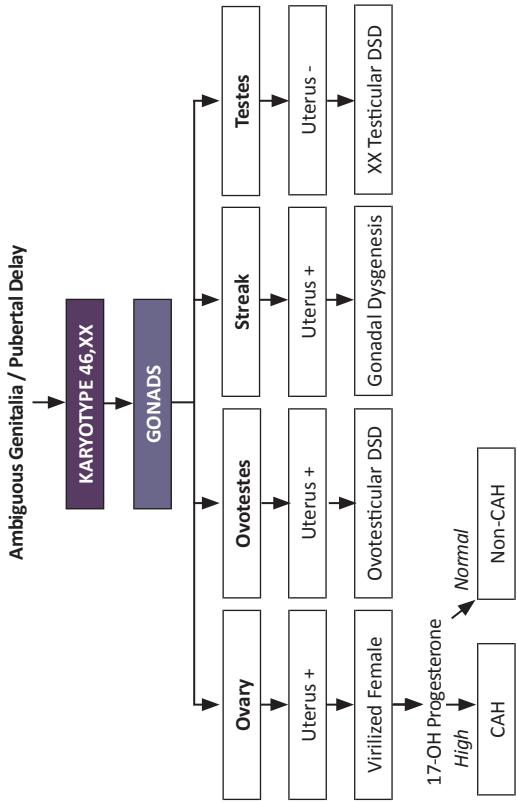 Ambiguous Genitalia / Pubertal Delay
KARYOTYPE 46,XX
GONADS
Ovary
Ovotestes
Streak
Testes
Uterus +
Uterus +
Uterus +
Uterus -
Virilized Female
Ovotesticular DSD
Gonadal Dysgenesis
XX Testicular DSD
17-OH Progesterone
High
Normal
CAH
Non-CAH